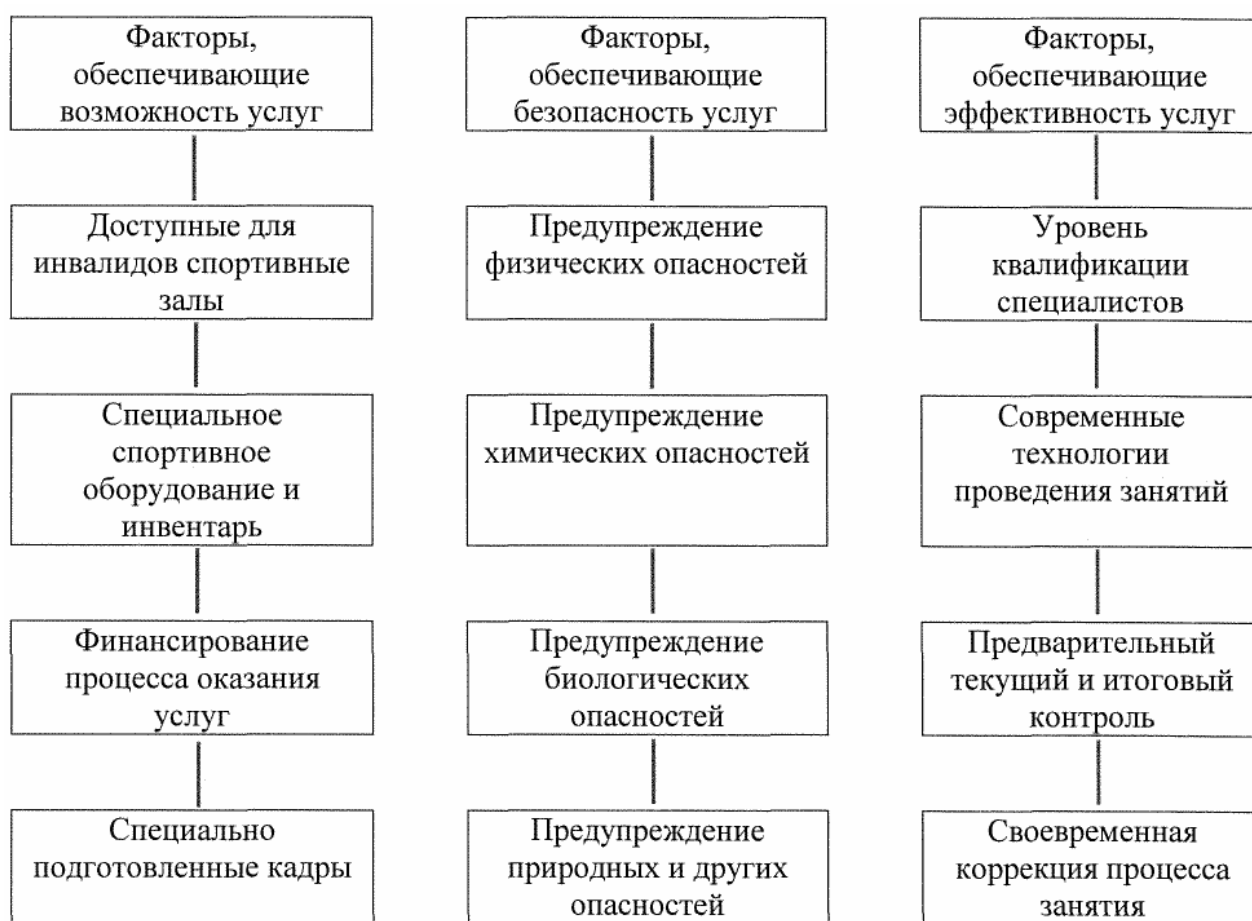 Факторы,
обеспечивающие
возможность услуг
Доступные для
инвалидов спортивные
залы
Специальное
спортивное
оборудование и
инвентарь
Финансирование
процесса оказания
услуг
Специально
подготовленные кадры
Факторы,
обеспечивающие
безопасность услуг
Предупреждение
физических опасностей
Предупреждение
химических опасностей
Предупреждение
биологических
опасностей
Предупреждение
природных и других
опасностей
Факторы,
обеспечивающие
эффективность услуг
Уровень
квалификации
специалистов
Современные
технологии
проведения занятий
Предварительный
текущий и итоговый
контроль
Своевременная
коррекция процесса
занятия